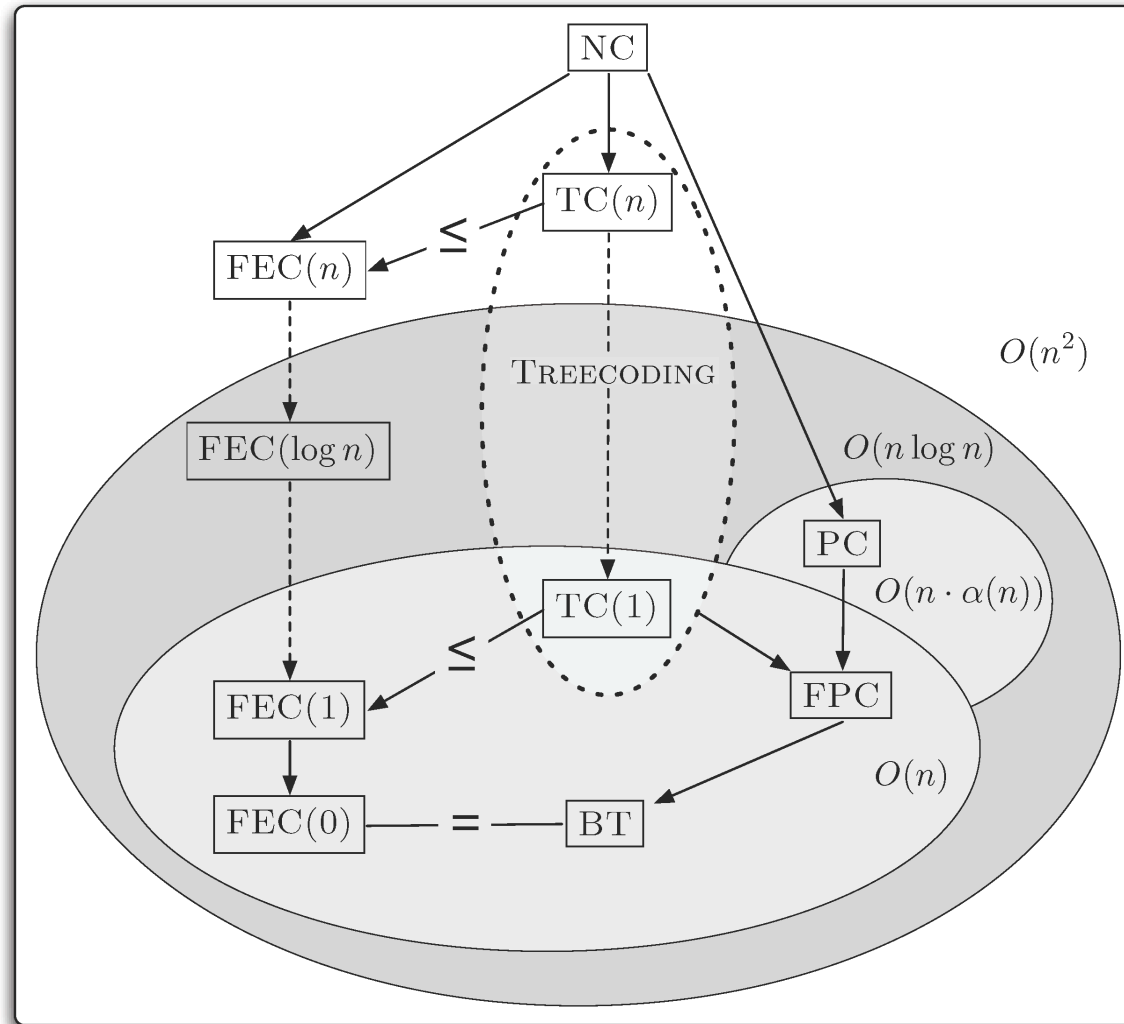 NC
TC(n)
≤
FEC(n)
O(n²)
TREECODING
FEC(log n)
O(n log n)
PC
TC(1)
O(n · α(n))
≤
FEC(1)
FPC
O(n)
FEC(0)
=
BT